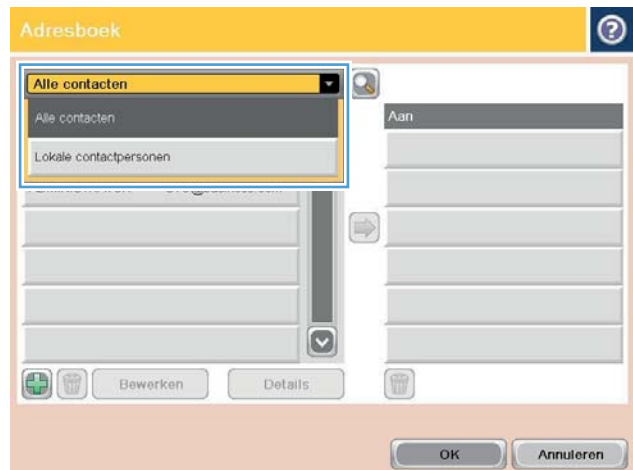 Adresboek
Alle contacten
Alle contacten
Lokale contactpersonen
Aan
Bewerken
Details
OK
Annuleren